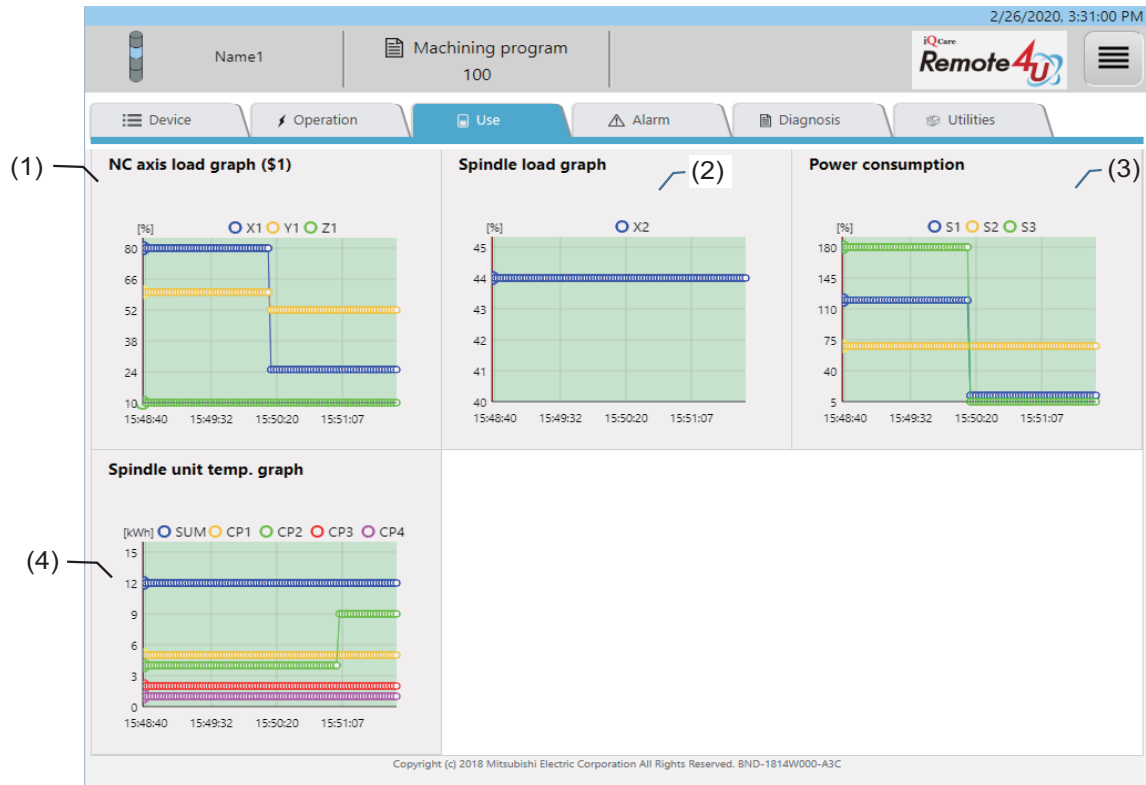 2/26/2020, 3:31:00 PM
Name1
Machining program
100
iQCare
Remote4U
Device
Operation
Use
Alarm
Diagnosis
Utilities
(1)
NC axis load graph ($1)
[%]
X1 Y1 Z1
80
66
52
38
24
10
15:48:40 15:49:32 15:50:20 15:51:07
Spindle load graph
(2)
[%]
X2
45
44
43
42
41
40
15:48:40 15:49:32 15:50:20 15:51:07
Power consumption
(3)
[%]
S1 S2 S3
180
145
110
75
40
5
15:48:40 15:49:32 15:50:20 15:51:07
Spindle unit temp. graph
(4)
[kWh] SUM CP1 CP2 CP3 CP4
15
12
9
6
3
0
15:48:40 15:49:32 15:50:20 15:51:07
Copyright (c) 2018 Mitsubishi Electric Corporation All Rights Reserved. BND-1814W000-A3C